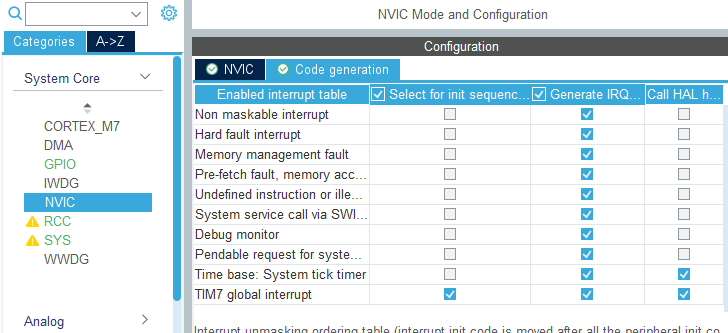 NVIC Mode and Configuration
Categories A->Z
Configuration
NVIC Code generation
System Core
Enabled interrupt table Select for init sequenc... Generate IRQ... Call HAL h...
Non maskable interrupt
Hard fault interrupt
Memory management fault
Pre-fetch fault, memory acc...
Undefined instruction or ille...
System service call via SWI...
Debug monitor
Pendable request for syste...
Time base: System tick timer
TIM7 global interrupt
CORTEX_M7
DMA
GPIO
IWDG
NVIC
RCC
SYS
WWDG
Analog
Interrupt unmasking ordering table (interrupt init code is moved after all the peripheral init co